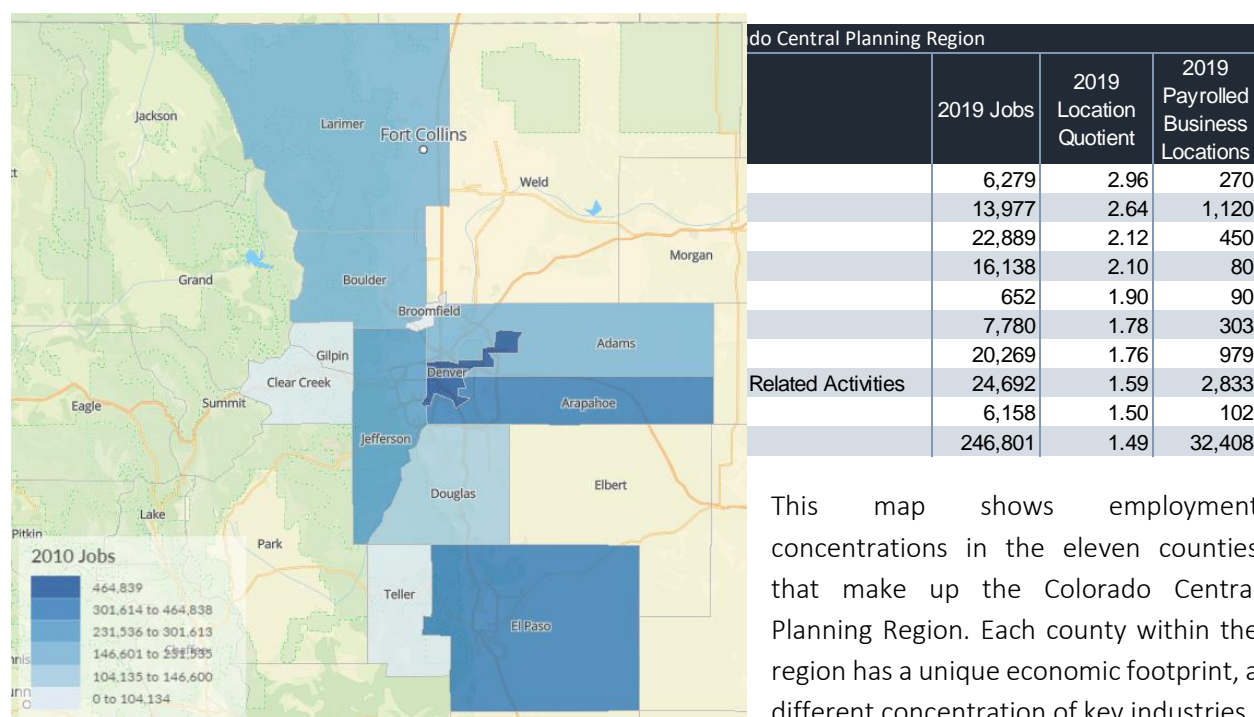 Jackson
Larimer
Fort Collins
Weld
Morgan
Grand
Boulder
Broomfield
Gilpin
Adams
Clear Creek
Denver
Eagle
Summit
Arapahoe
Jefferson
Elbert
Douglas
Lake
Pitkin
Park
Teller
El Paso
Chaffee
2010 Jobs
464,839
301,614 to 464,838
231,536 to 301,613
146,601 to 231,535
104,135 to 146,600
0 to 104,134
do Central Planning Region
2019 Jobs
2019
Location
Quotient
2019
Payrolled
Business
Locations
6,279 2.96 270
13,977 2.64 1,120
22,889 2.12 450
16,138 2.10 80
652 1.90 90
7,780 1.78 303
20,269 1.76 979
Related Activities 24,692 1.59 2,833
6,158 1.50 102
246,801 1.49 32,408
This map shows employment
concentrations in the eleven counties
that make up the Colorado Central
Planning Region. Each county within the
region has a unique economic footprint, a
different concentration of key industries,